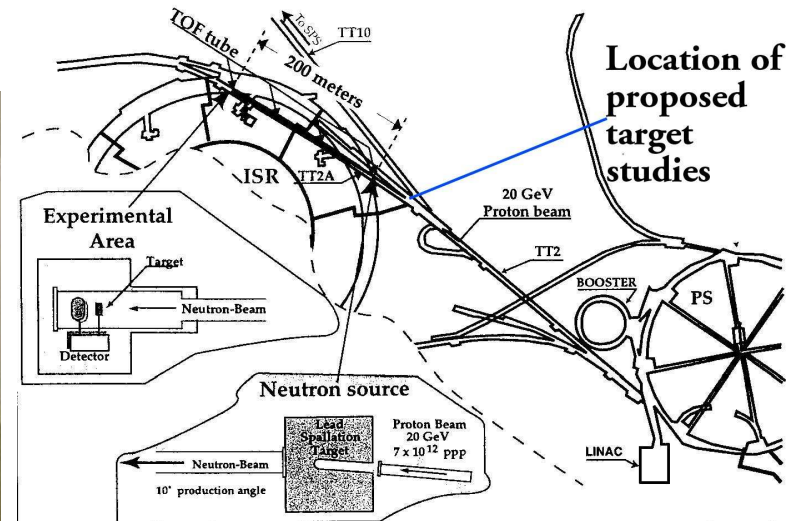 To SPS
TT10
TOF tube
200 meters
Location of
proposed
target
studies
ISR
TT2A
20 GeV
Proton beam
Experimental
Area
TT2
BOOSTER
PS
Target
Neutron-Beam
Detector
Neutron source
Lead
Spallation
Target
Proton Beam
20 GeV
7 x 10¹² PPP
LINAC
Neutron-Beam
10° production angle